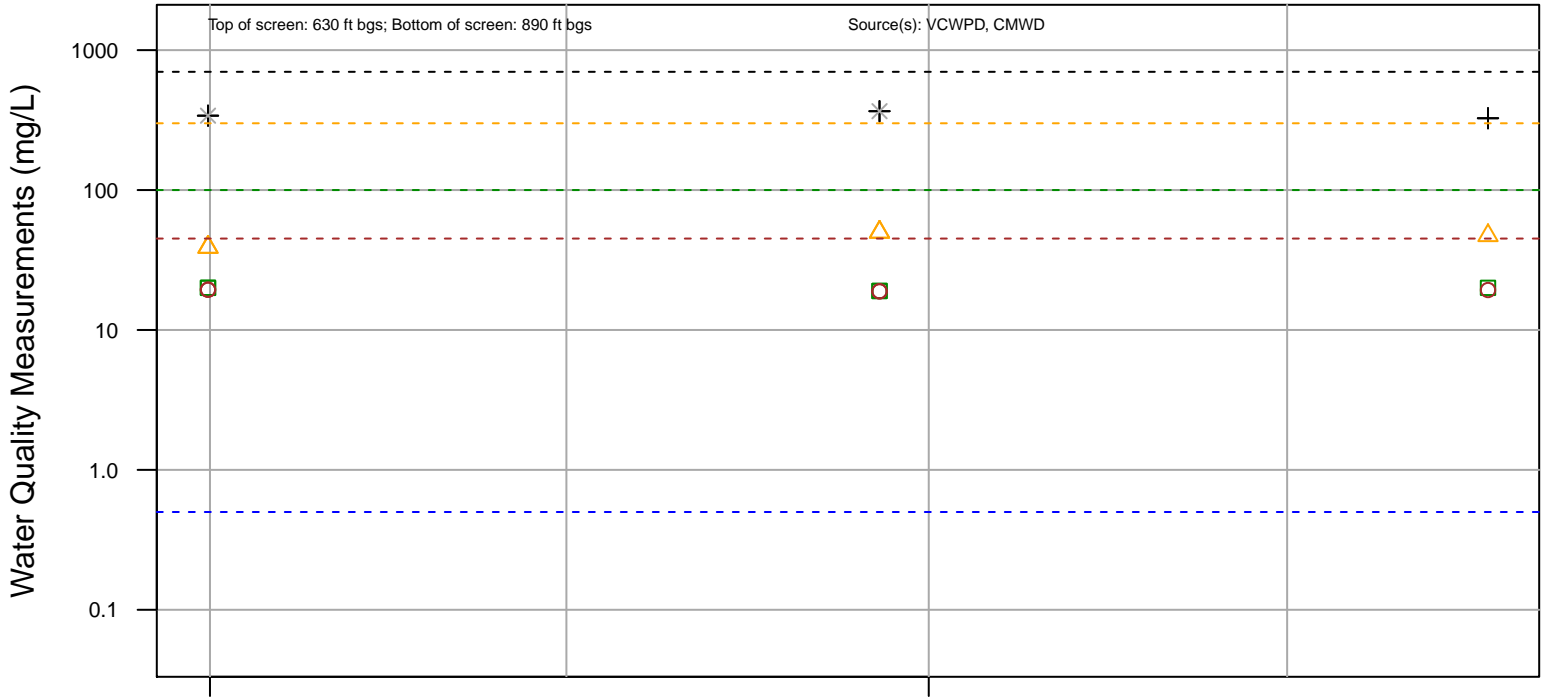 Top of screen: 630 ft bgs; Bottom of screen: 890 ft bgs
Source(s): VCWPD, CMWD
Water Quality Measurements (mg/L)
1000
100
10
1.0
0.1